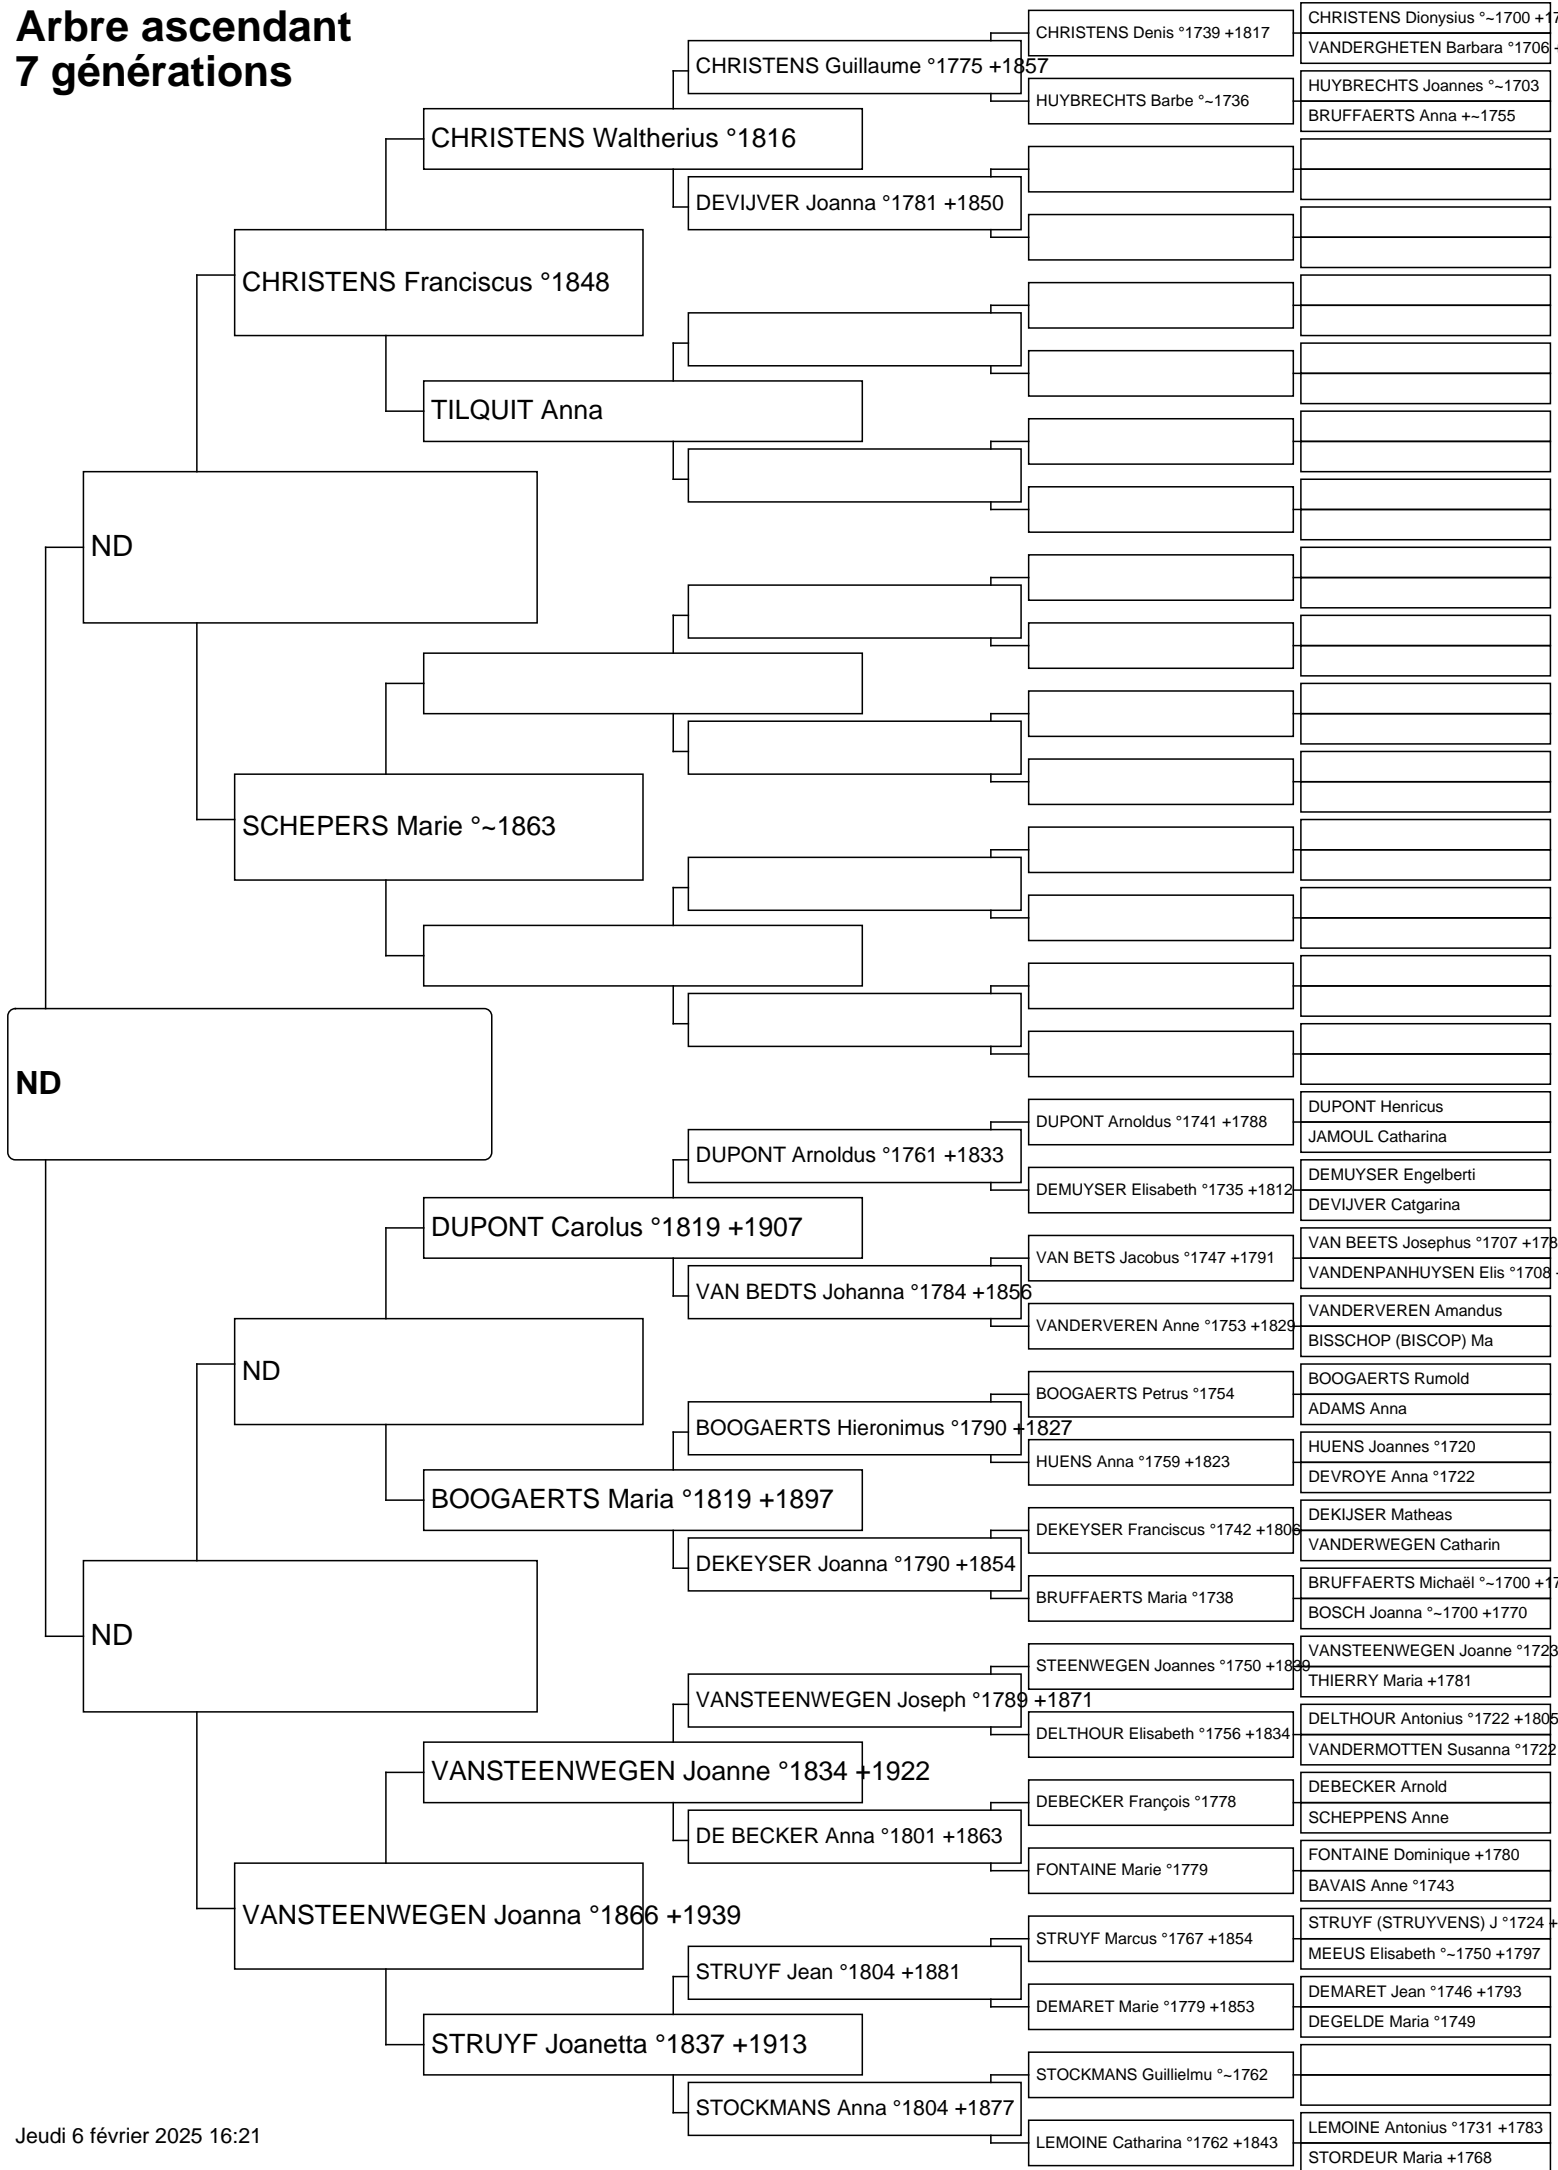 Arbre ascendant
7 générations
CHRISTENS Denis °1739 +1817
CHRISTENS Dionysius °~1700 +17
VANDERGHETEN Barbara °1706 +
CHRISTENS Guillaume °1775 +1857
HUYBRECHTS Barbe °~1736
HUYBRECHTS Joannes °~1703
BRUFFAERTS Anna +~1755
CHRISTENS Waltherius °1816
DEVIJVER Joanna °1781 +1850
CHRISTENS Franciscus °1848
TILQUIT Anna
ND
SCHEPERS Marie °~1863
ND
DUPONT Arnoldus °1741 +1788
DUPONT Henricus
JAMOUL Catharina
DUPONT Arnoldus °1761 +1833
DEMUYSER Elisabeth °1735 +1812
DEMUYSER Engelberti
DEVIJVER Catgarina
DUPONT Carolus °1819 +1907
VAN BETS Jacobus °1747 +1791
VAN BEETS Josephus °1707 +178
VANDENPANHUYSEN Elis °1708 +
VAN BEDTS Johanna °1784 +1856
VANDERVEREN Anne °1753 +1829
VANDERVEREN Amandus
BISSCHOP (BISCOP) Ma
ND
BOOGAERTS Petrus °1754
BOOGAERTS Rumold
ADAMS Anna
BOOGAERTS Hieronimus °1790 +1827
HUENS Anna °1759 +1823
HUENS Joannes °1720
DEVROYE Anna °1722
BOOGAERTS Maria °1819 +1897
DEKEYSER Franciscus °1742 +1806
DEKIJSER Matheas
VANDERWEGEN Catharin
DEKEYSER Joanna °1790 +1854
BRUFFAERTS Maria °1738
BRUFFAERTS Michaël °~1700 +17
BOSCH Joanna °~1700 +1770
ND
STEENWEGEN Joannes °1750 +1839
VANSTEENWEGEN Joanne °1723
THIERRY Maria +1781
VANSTEENWEGEN Joseph °1789 +1871
DELTHOUR Elisabeth °1756 +1834
DELTHOUR Antonius °1722 +1805
VANDERMOTTEN Susanna °1722
VANSTEENWEGEN Joanne °1834 +1922
DEBECKER François °1778
DEBECKER Arnold
SCHEPPENS Anne
DE BECKER Anna °1801 +1863
FONTAINE Marie °1779
FONTAINE Dominique +1780
BAVAIS Anne °1743
VANSTEENWEGEN Joanna °1866 +1939
STRUYF Marcus °1767 +1854
STRUYF (STRUYVENS) J °1724 +
MEEUS Elisabeth °~1750 +1797
STRUYF Jean °1804 +1881
DEMARET Marie °1779 +1853
DEMARET Jean °1746 +1793
DEGELDE Maria °1749
STRUYF Joanetta °1837 +1913
STOCKMANS Guillielmu °~1762
STOCKMANS Anna °1804 +1877
LEMOINE Catharina °1762 +1843
LEMOINE Antonius °1731 +1783
STORDEUR Maria +1768
Jeudi 6 février 2025 16:21